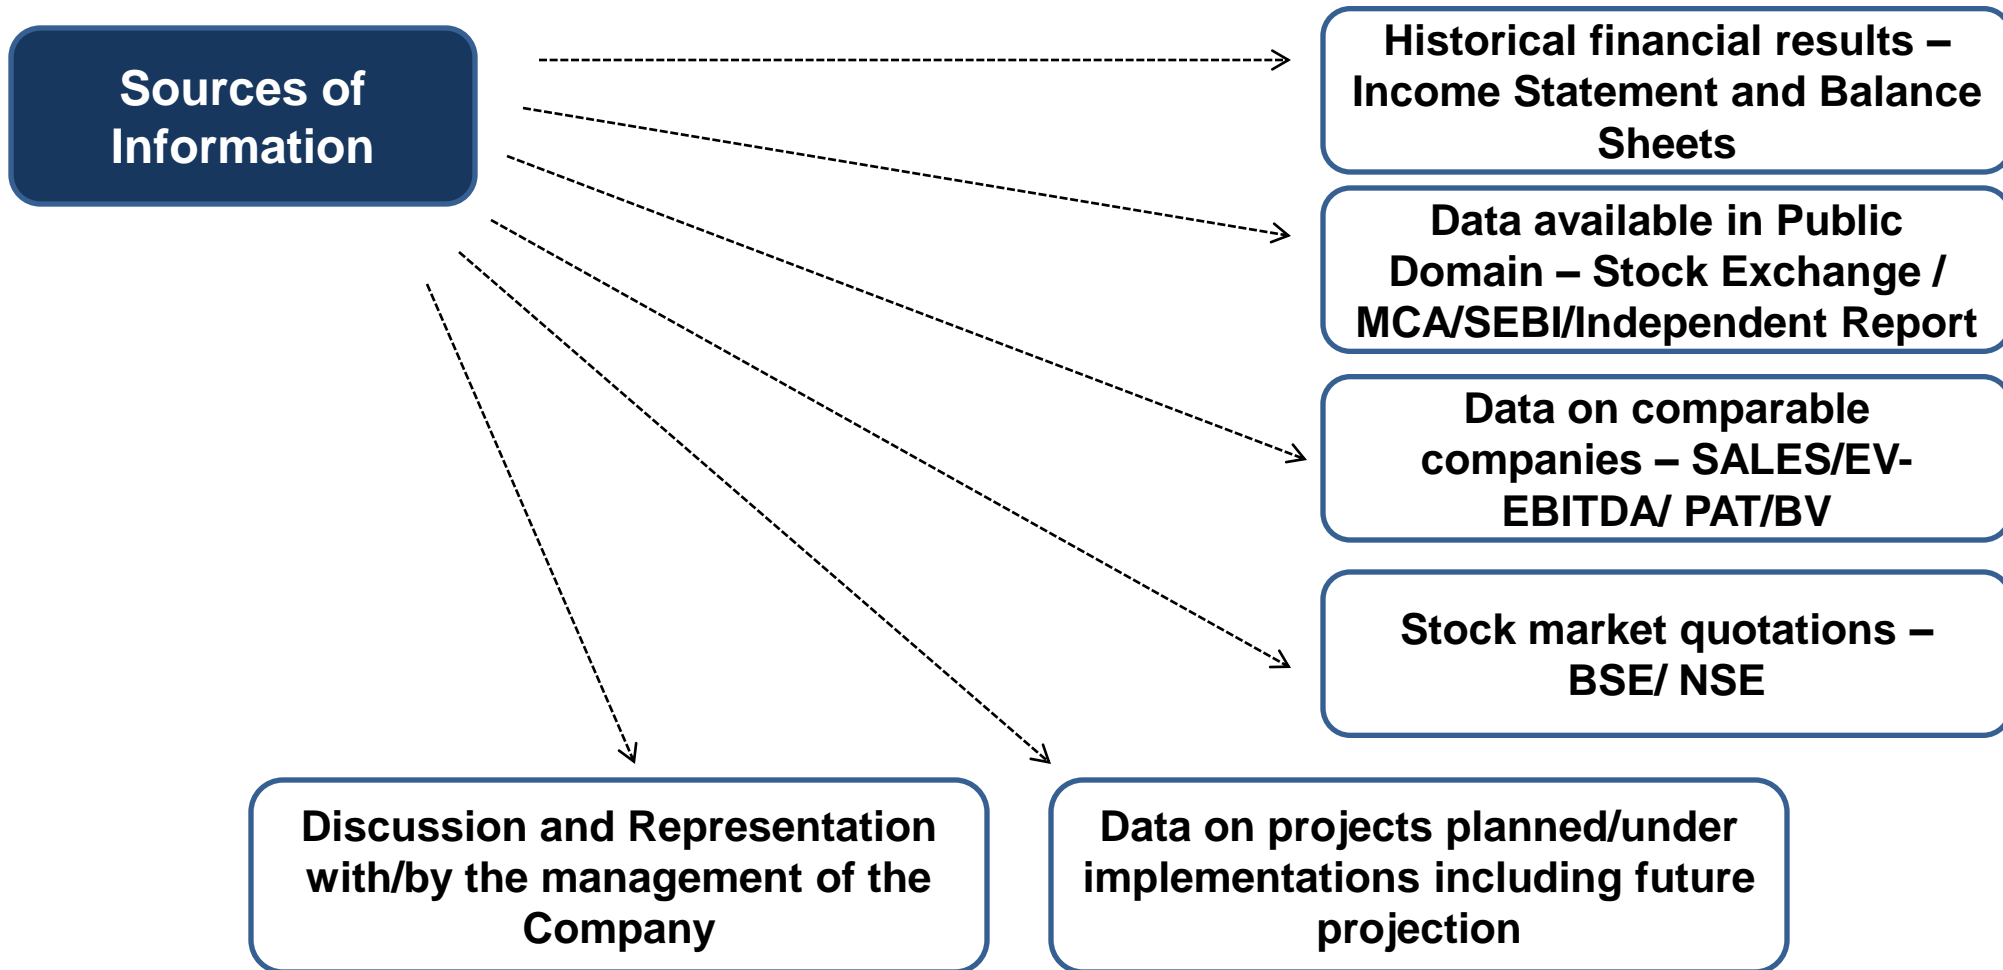 Sources of
Information
Historical financial results –
Income Statement and Balance
Sheets
Data available in Public
Domain – Stock Exchange /
MCA/SEBI/Independent Report
Data on comparable
companies – SALES/EV-
EBITDA/ PAT/BV
Stock market quotations –
BSE/ NSE
Discussion and Representation
with/by the management of the
Company
Data on projects planned/under
implementations including future
projection